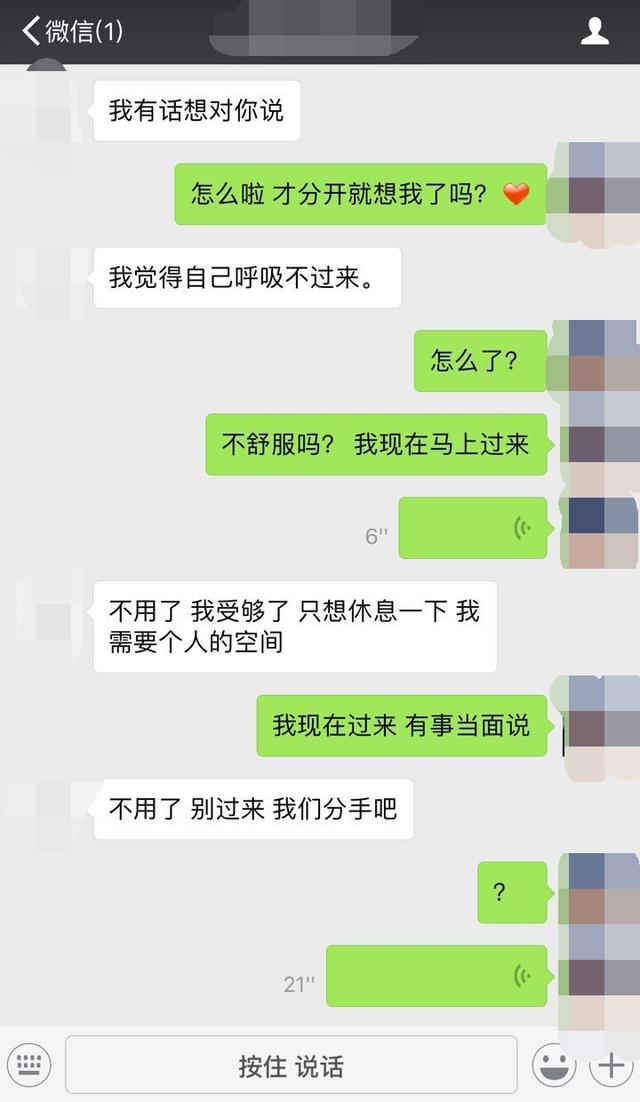 微信(1)
我有话想对你说
怎么啦 才分开就想我了吗?
我觉得自己呼吸不过来。
怎么了?
不舒服吗? 我现在马上过来
6''
不用了 我受够了 只想休息一下 我
需要个人的空间
我现在过来 有事当面说
不用了 别过来 我们分手吧
?
21''
按住 说话